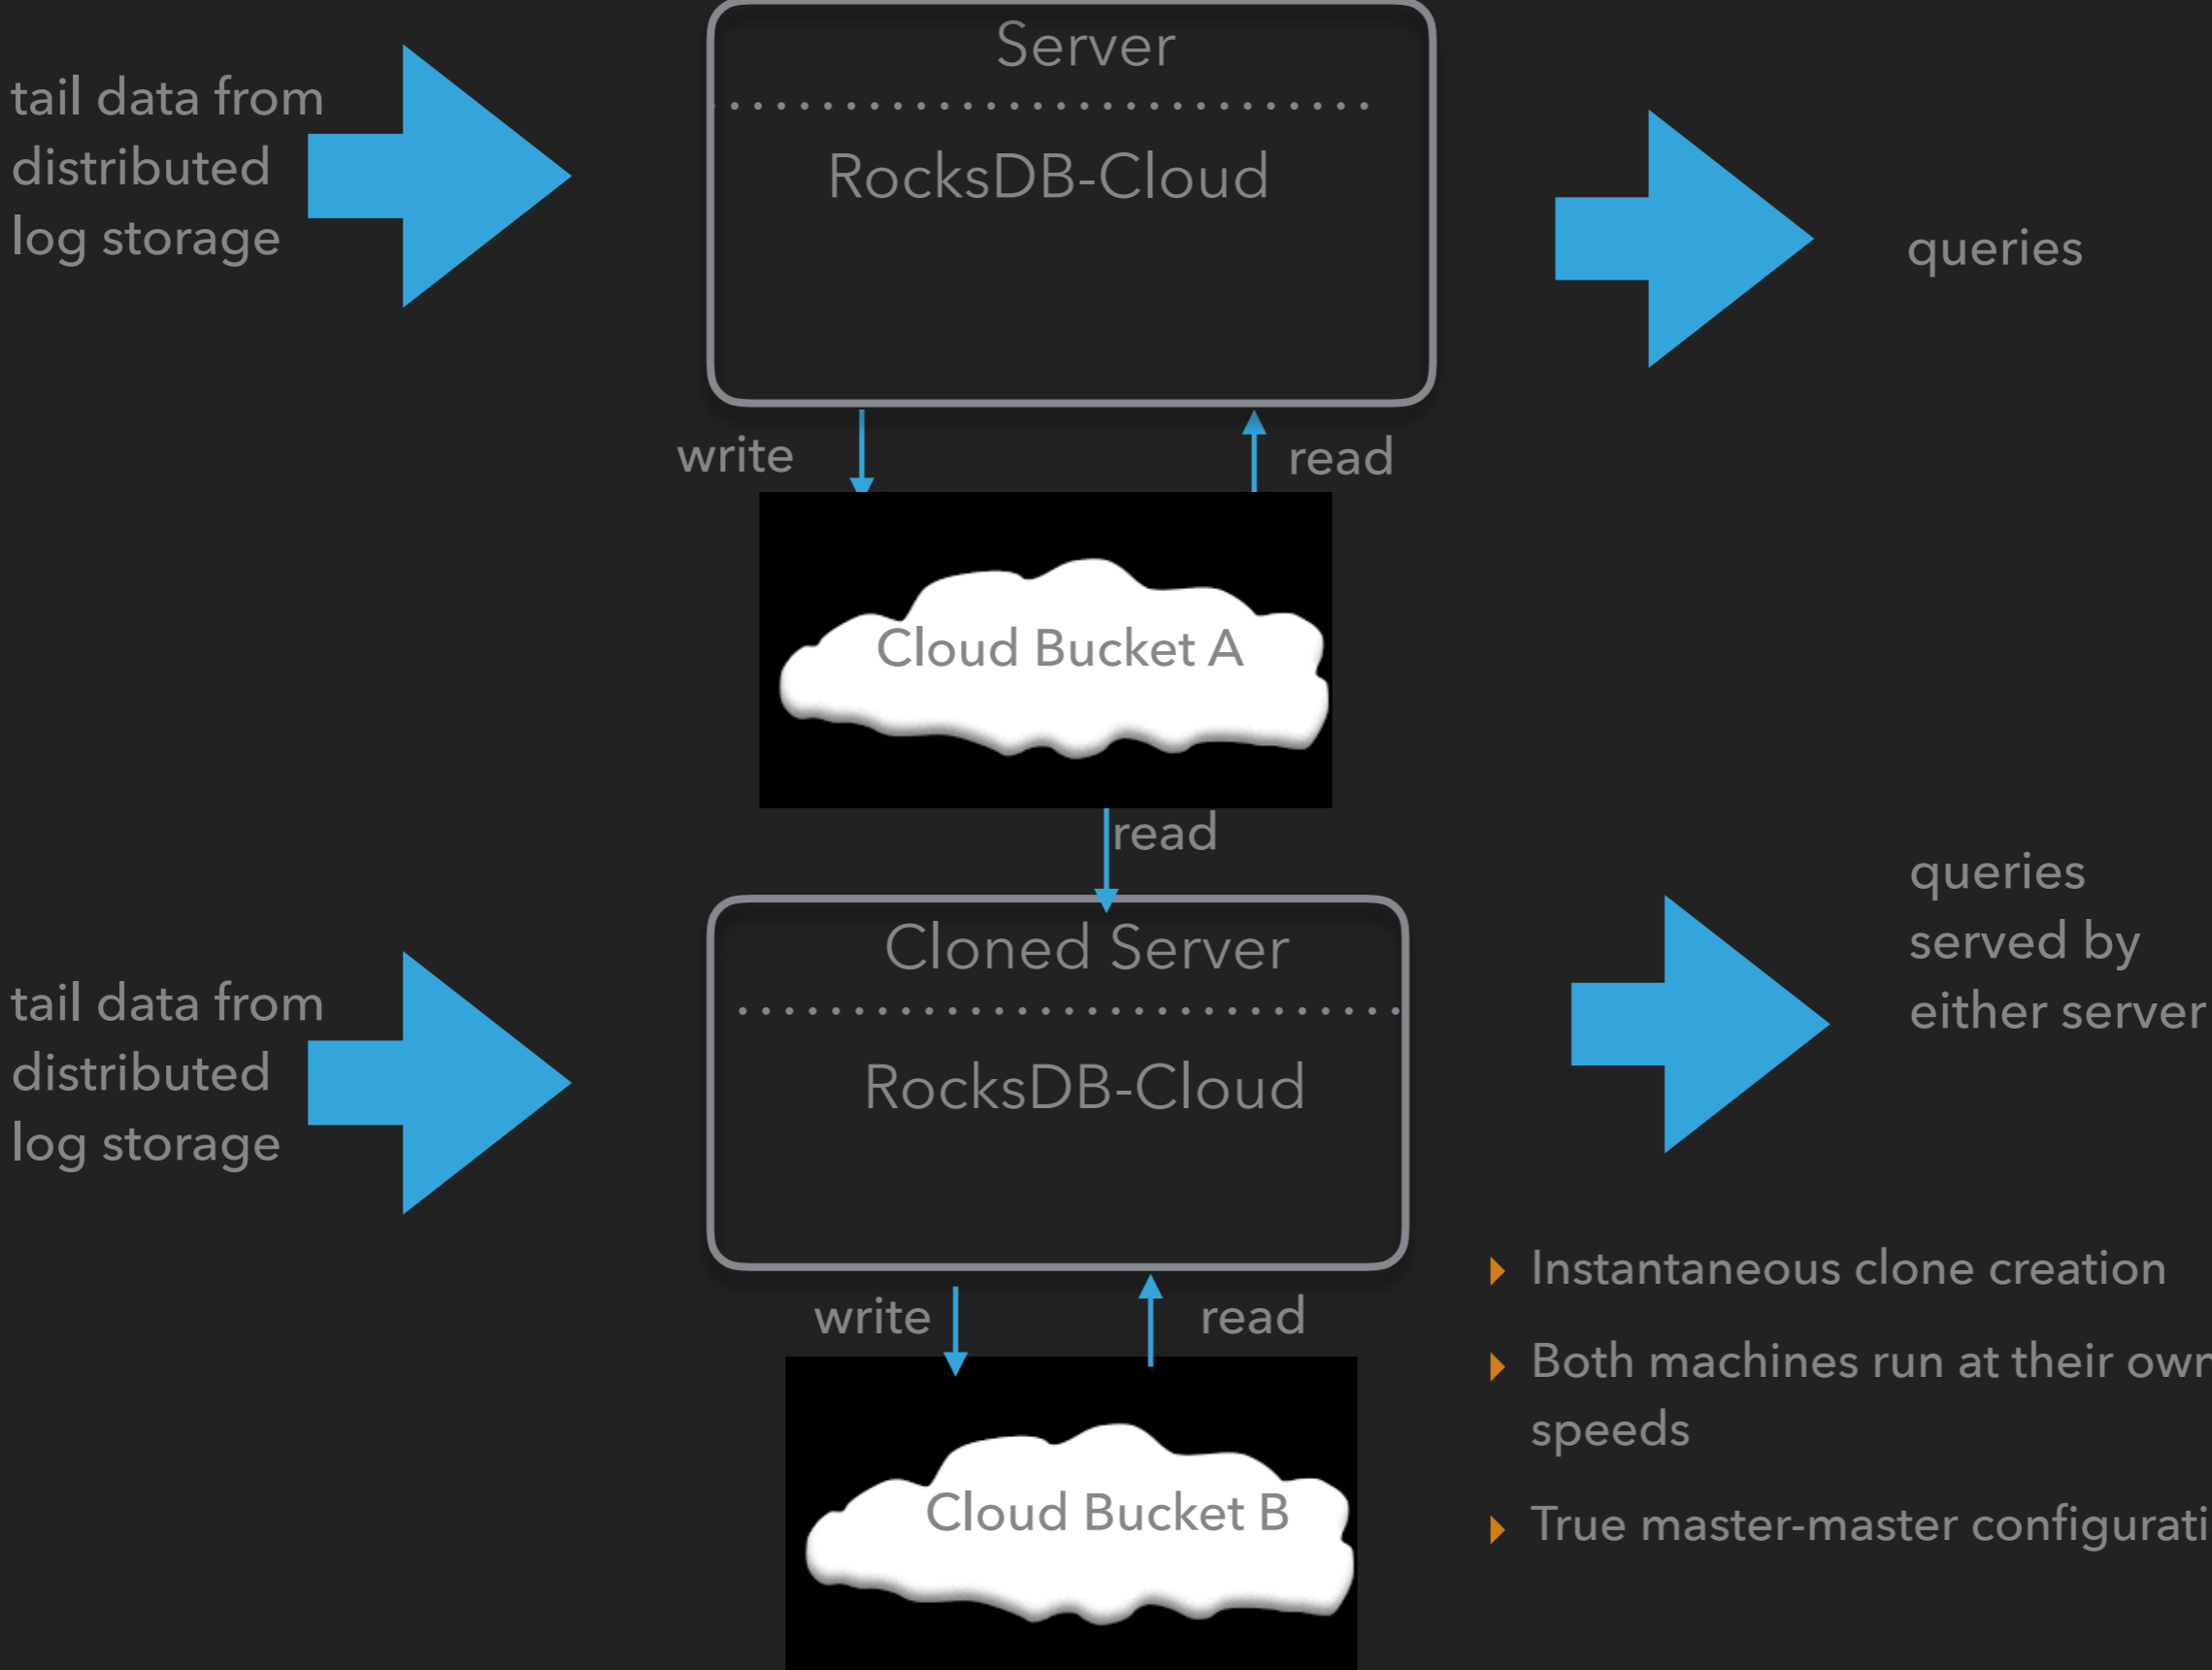 Server
tail data from
distributed
log storage
RocksDB-Cloud
queries
write
read
Cloud Bucket A
read
queries
served by
either server
Cloned Server
tail data from
distributed
log storage
RocksDB-Cloud
Instantaneous clone creation
write
read
Both machines run at their own
speeds
Cloud Bucket B
True master-master configurati